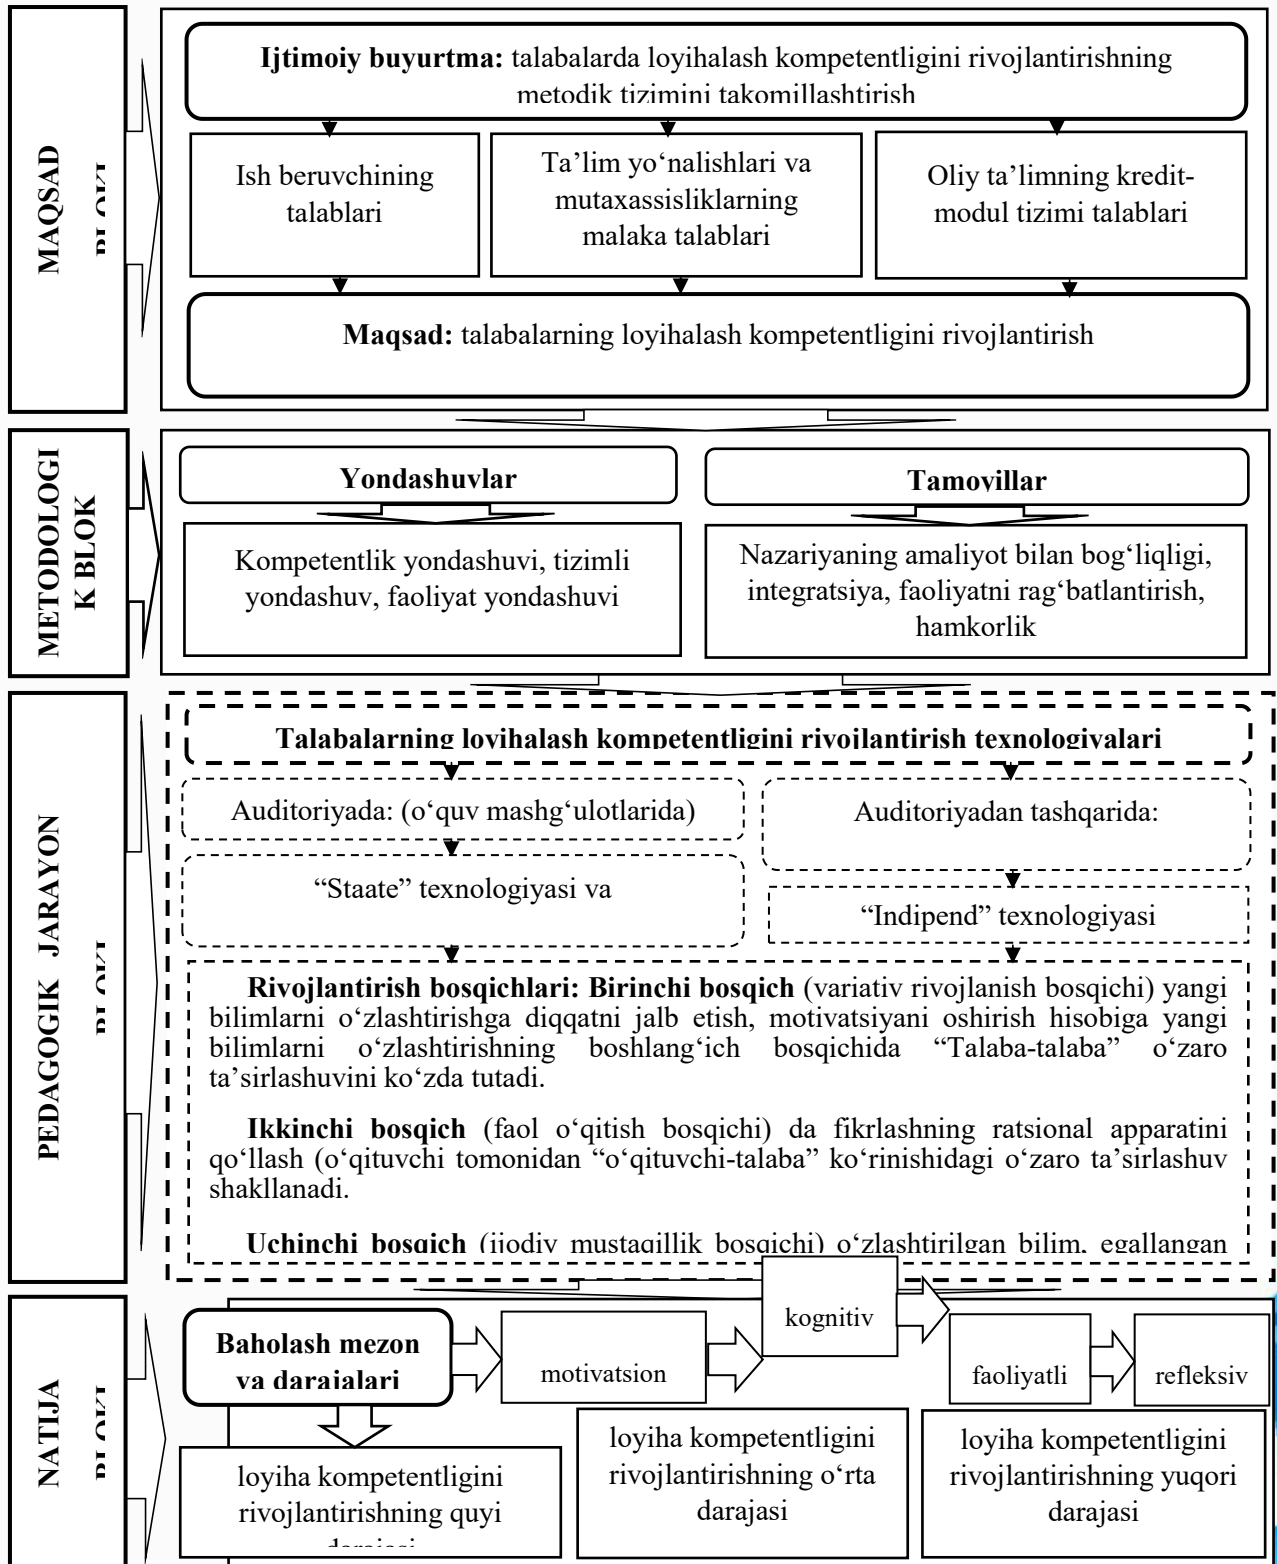 MAQSAD
BLOKI
Ijtimoiy buyurtma: talabalarda loyihalash kompetentligini rivojlantirishning
metodik tizimini takomillashtirish
Ish beruvchining
talablari
Ta’lim yo‘nalishlari va
mutaxassisliklarning
malaka talablari
Oliy ta’limning kredit-
modul tizimi talablari
Maqsad: talabalarning loyihalash kompetentligini rivojlantirish
METODOLOGI
K BLOK
Yondashuvlar
Kompetentlik yondashuvi, tizimli
yondashuv, faoliyat yondashuvi
Tamovillar
Nazariyaning amaliyot bilan bog‘liqligi,
integratsiya, faoliyatni rag‘batlantirish,
hamkorlik
PEDAGOGIK JARAYON
BLOKI
Talabalarning loyihalash kompetentligini rivojlantirish texnologiyalari
Auditoriyada: (o‘quv mashg‘ulotlarida)
“Staate” texnologiyasi va
Auditoriyadan tashqarida:
“Indipend” texnologiyasi
Rivojlantirish bosqichlari: Birinchi bosqich (variativ rivojlanish bosqichi) yangi
bilimlarni o‘zlashtirishga diqqatni jalb etish, motivatsiyani oshirish hisobiga yangi
bilimlarni o‘zlashtirishning boshlang‘ich bosqichida “Talaba-talaba” o‘zaro
ta’sirlashuvini ko‘zda tutadi.
Ikkinchi bosqich (faol o‘qitish bosqichi) da fikrlashning ratsional apparatini
qo‘llash (o‘qituvchi tomonidan “o‘qituvchi-talaba” ko‘rinishidagi o‘zaro ta’sirlashuv
shakllanadi.
Uchinchi bosqich (ijodiy mustaqillik bosqichi) o‘zlashtirilgan bilim, egallangan
NATIJA
BLOKI
Baholash mezon
va darajalari
motivatsion
kognitiv
faoliyatli
refleksiv
loyiha kompetentligini
rivojlantirishning quyi
darajasi
loyiha kompetentligini
rivojlantirishning o‘rta
darajasi
loyiha kompetentligini
rivojlantirishning yuqori
darajasi